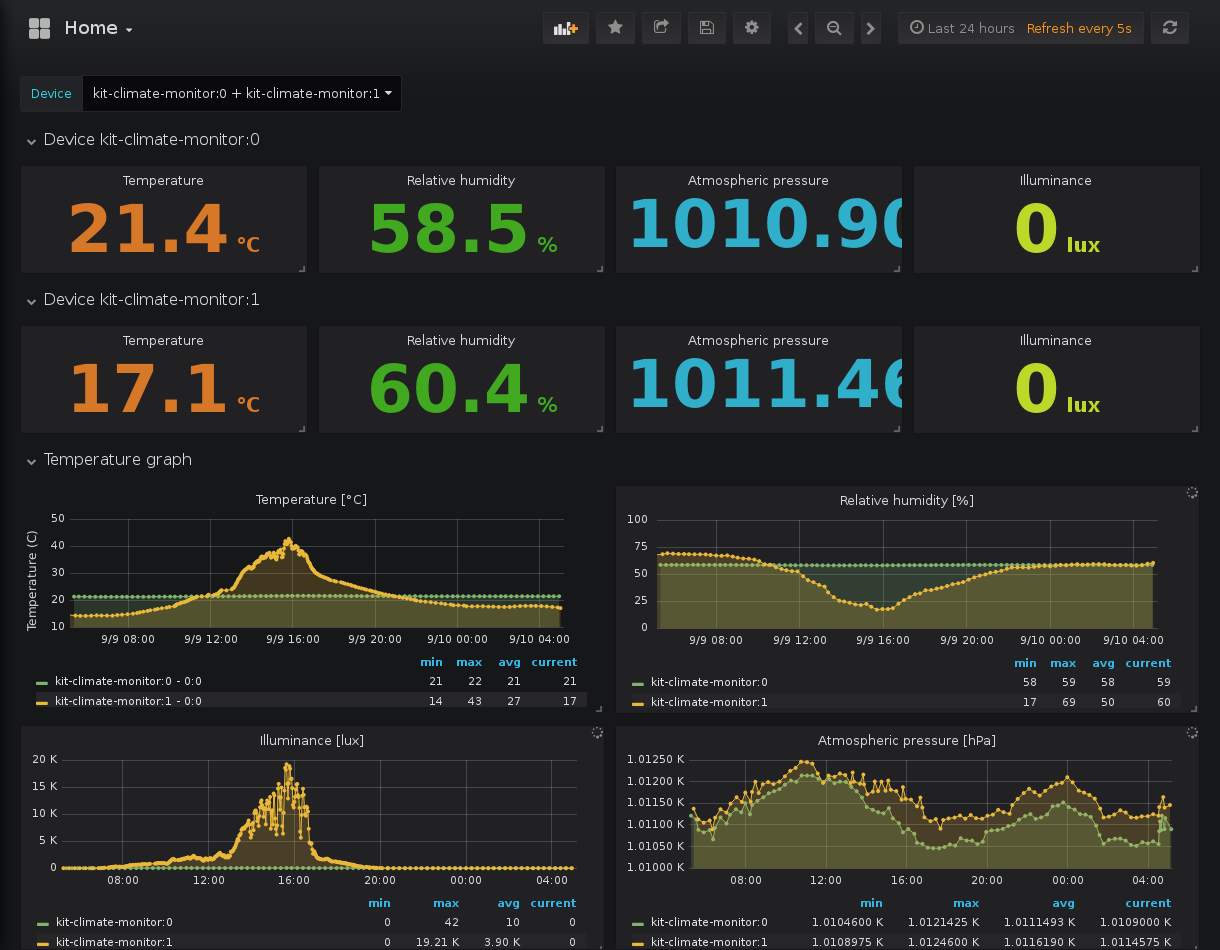 Home
Last 24 hours Refresh every 5s
Device kit-climate-monitor:0 + kit-climate-monitor:1
Device kit-climate-monitor:0
Temperature Relative humidity Atmospheric pressure Illuminance
21.4 °C 58.5 % 1010.90 0 lux
Device kit-climate-monitor:1
Temperature Relative humidity Atmospheric pressure Illuminance
17.1 °C 60.4 % 1011.46 0 lux
Temperature graph
Temperature [°C]
Temperature (C)
50
40
30
20
10
9/9 08:00 9/9 12:00 9/9 16:00 9/9 20:00 9/10 00:00 9/10 04:00
min max avg current
kit-climate-monitor:0 - 0:0 21 22 21 21
kit-climate-monitor:1 - 0:0 14 43 27 17
Relative humidity [%]
100
75
50
25
0
9/9 08:00 9/9 12:00 9/9 16:00 9/9 20:00 9/10 00:00 9/10 04:00
min max avg current
kit-climate-monitor:0 58 59 58 59
kit-climate-monitor:1 17 69 50 60
Illuminance [lux]
20 K
15 K
10 K
5 K
0
08:00 12:00 16:00 20:00 00:00 04:00
min max avg current
kit-climate-monitor:0 0 42 10 0
kit-climate-monitor:1 0 19.21 K 3.90 K 0
Atmospheric pressure [hPa]
1.01250 K
1.01200 K
1.01150 K
1.01100 K
1.01050 K
1.01000 K
08:00 12:00 16:00 20:00 00:00 04:00
min max avg current
kit-climate-monitor:0 1.0104600 K 1.0121425 K 1.0111493 K 1.0109000 K
kit-climate-monitor:1 1.0108975 K 1.0124600 K 1.0116190 K 1.0114575 K